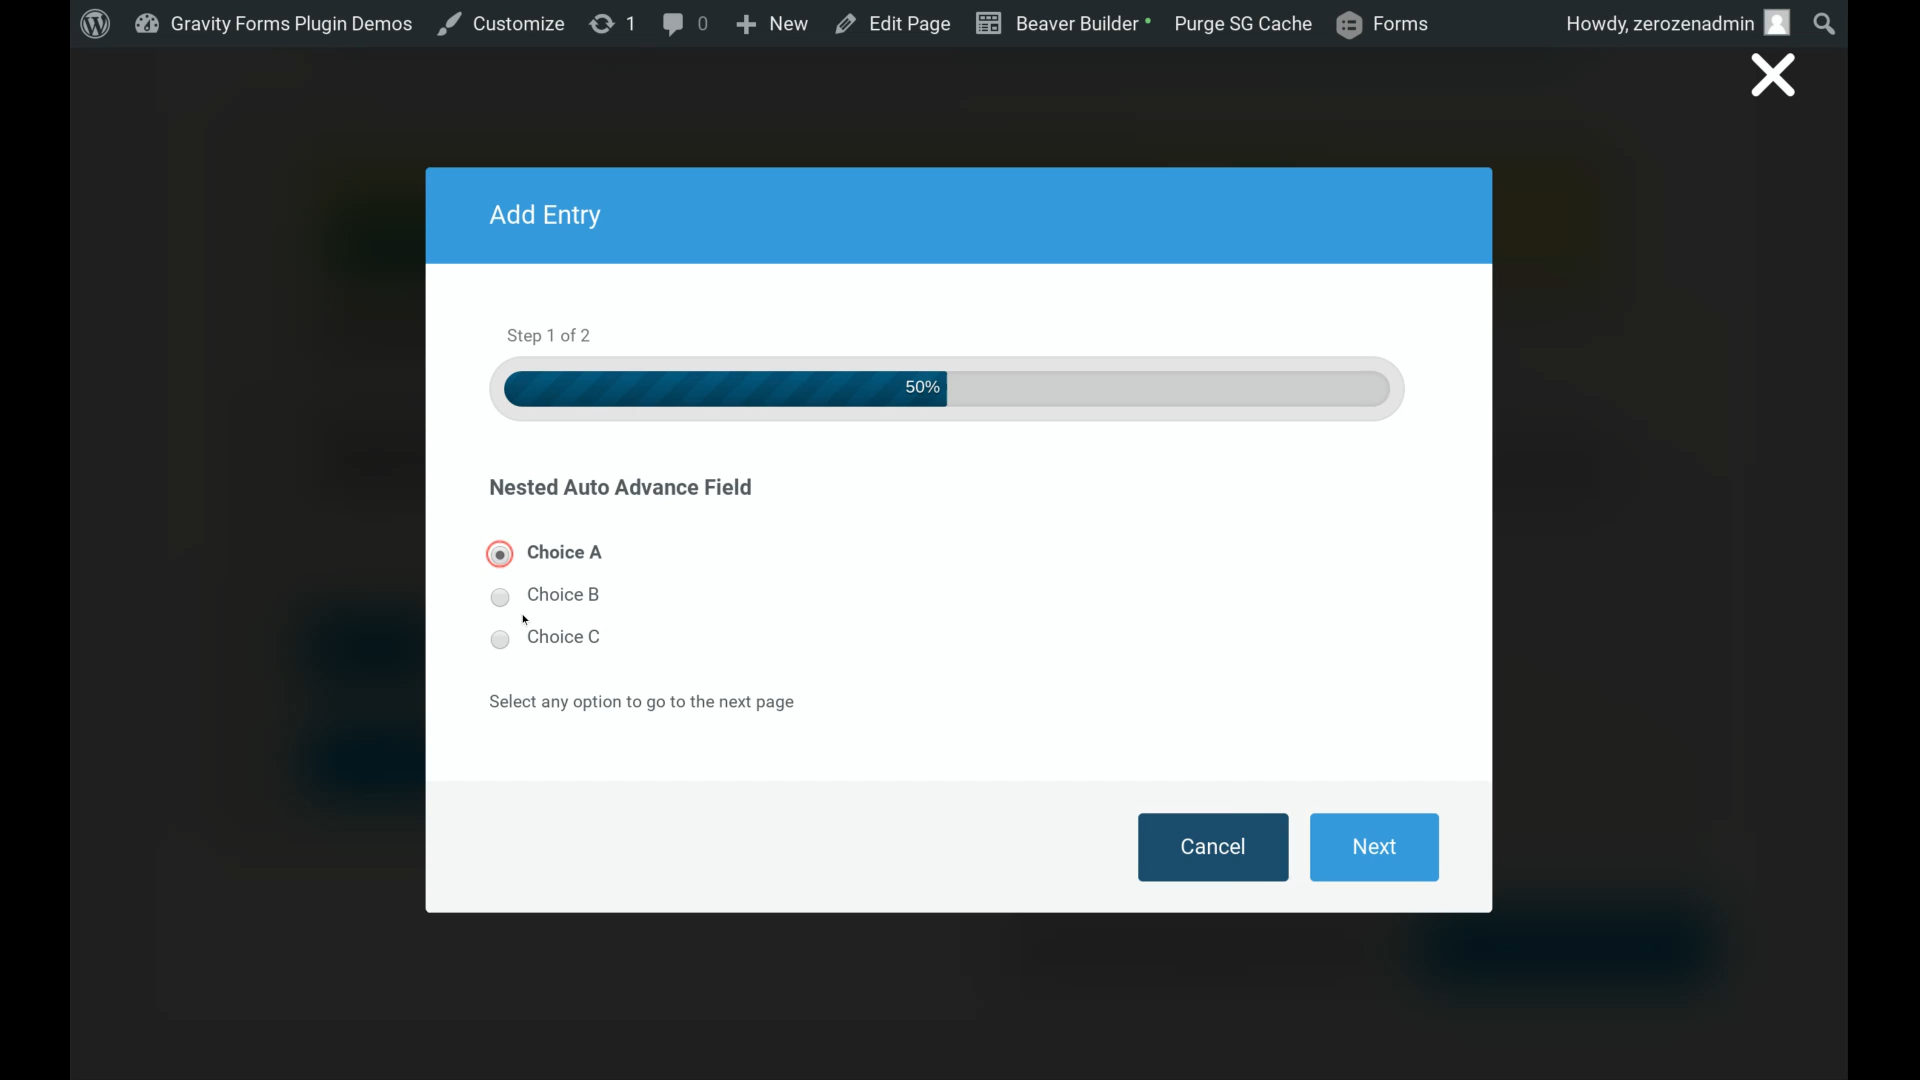 Gravity Forms Plugin Demos Customize 1 0 New Edit Page Beaver Builder Purge SG Cache Forms Howdy, zerozenadmin
Add Entry
Step 1 of 2
50%
Nested Auto Advance Field
Choice A
Choice B
Choice C
Select any option to go to the next page
Cancel Next